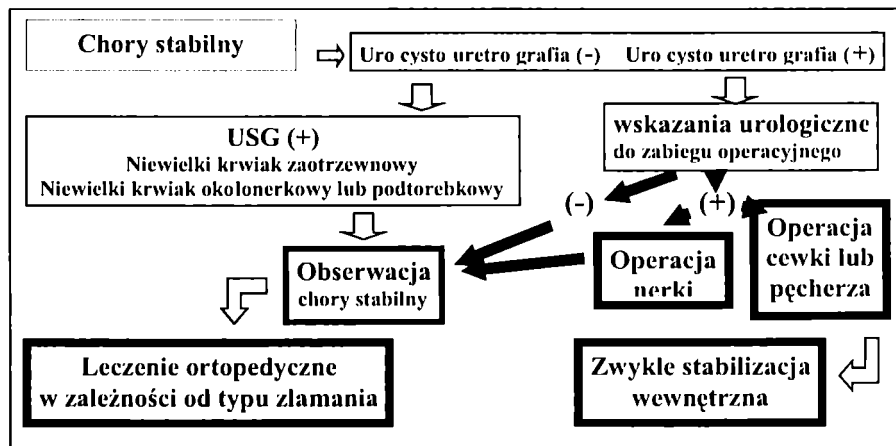 Chory stabilny
Uro cysto uretro grafia (-) Uro cysto uretro grafia (+)
USG (+)
Niewielki krwiak zaotrzewnowy
Niewielki krwiak okolonerkowy lub podtorebkowy
wskazania urologiczne
do zabiegu operacyjnego
(-)
(+)
Obserwacja
chory stabilny
Operacja
nerki
Operacja
cewki lub
pęcherza
Leczenie ortopedyczne
w zależności od typu zlamania
Zwykle stabilizacja
wewnętrzna